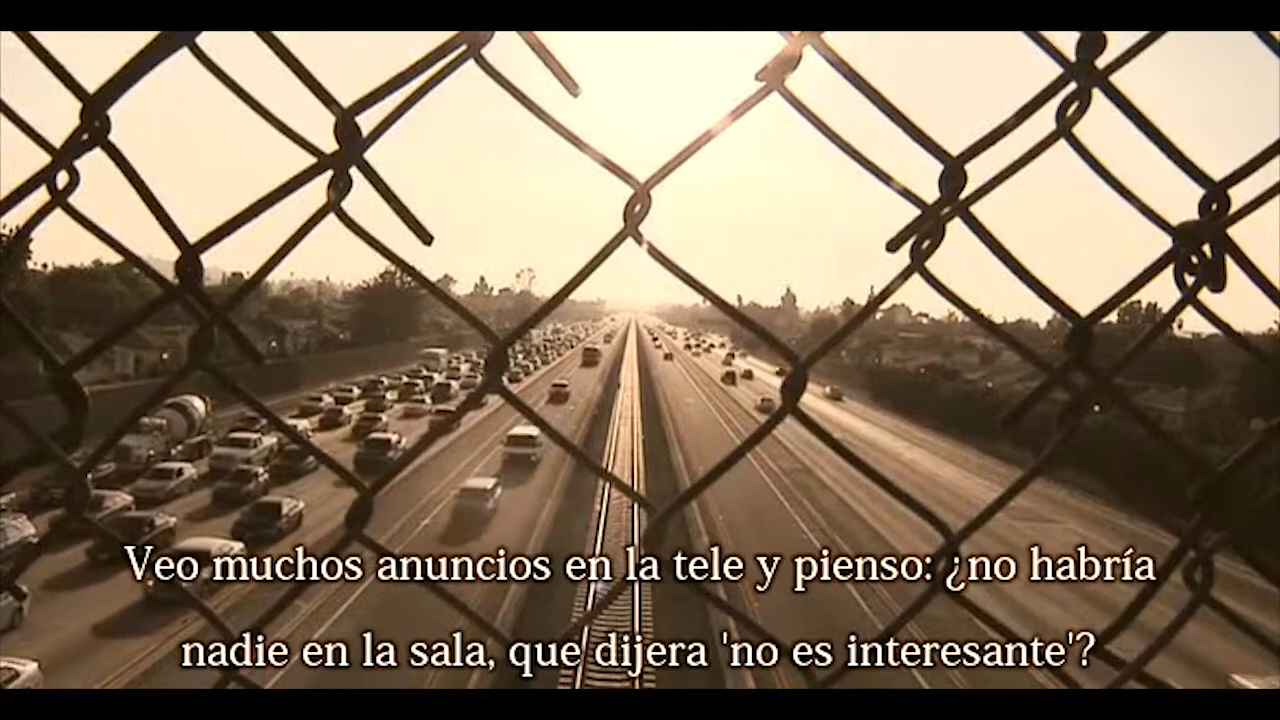 Veo muchos anuncios en la tele y pienso: ¿no habría
nadie en la sala, que dijera 'no es interesante'?